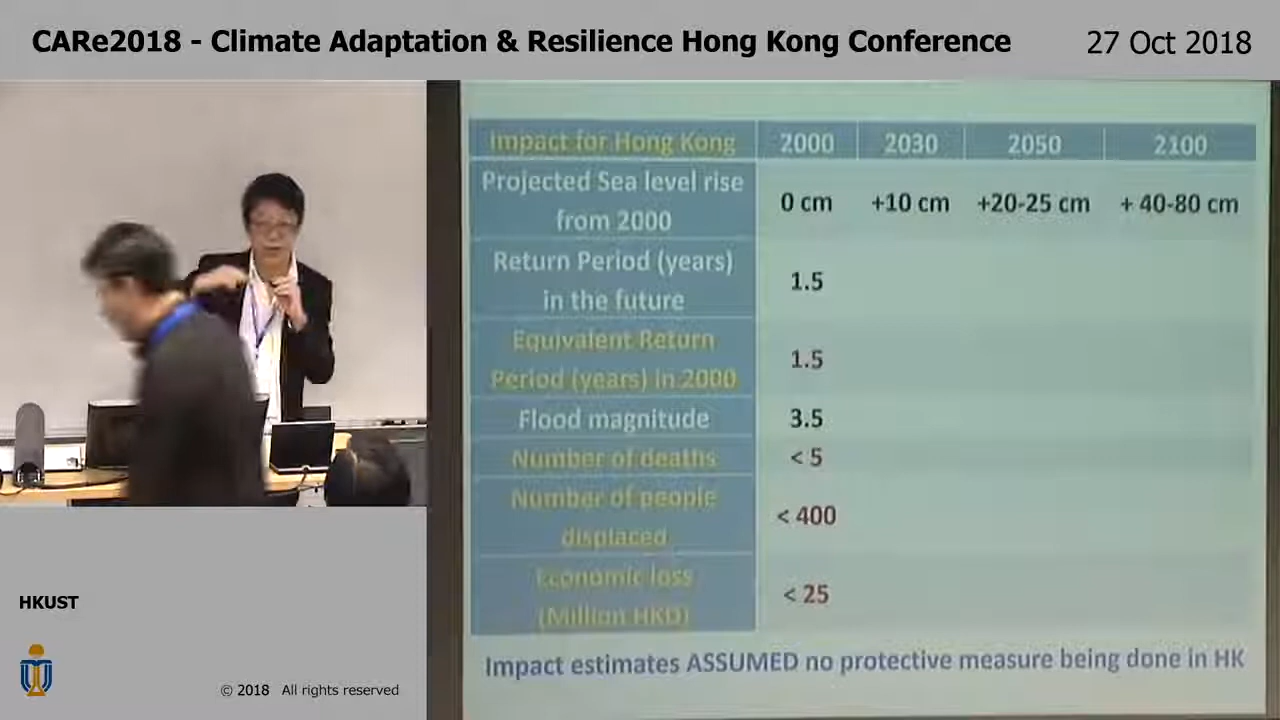 CARe2018 - Climate Adaptation & Resilience Hong Kong Conference
27 Oct 2018
Impact for Hong Kong 2000 2030 2050 2100
Projected Sea level rise
from 2000
0 cm +10 cm +20-25 cm + 40-80 cm
Return Period (years)
in the future
1.5
Equivalent Return
Period (years) in 2000
1.5
Flood magnitude 3.5
Number of deaths < 5
Number of people
displaced
< 400
Economic loss
(Million HKD)
< 25
Impact estimates ASSUMED no protective measure being done in HK
HKUST
© 2018 All rights reserved